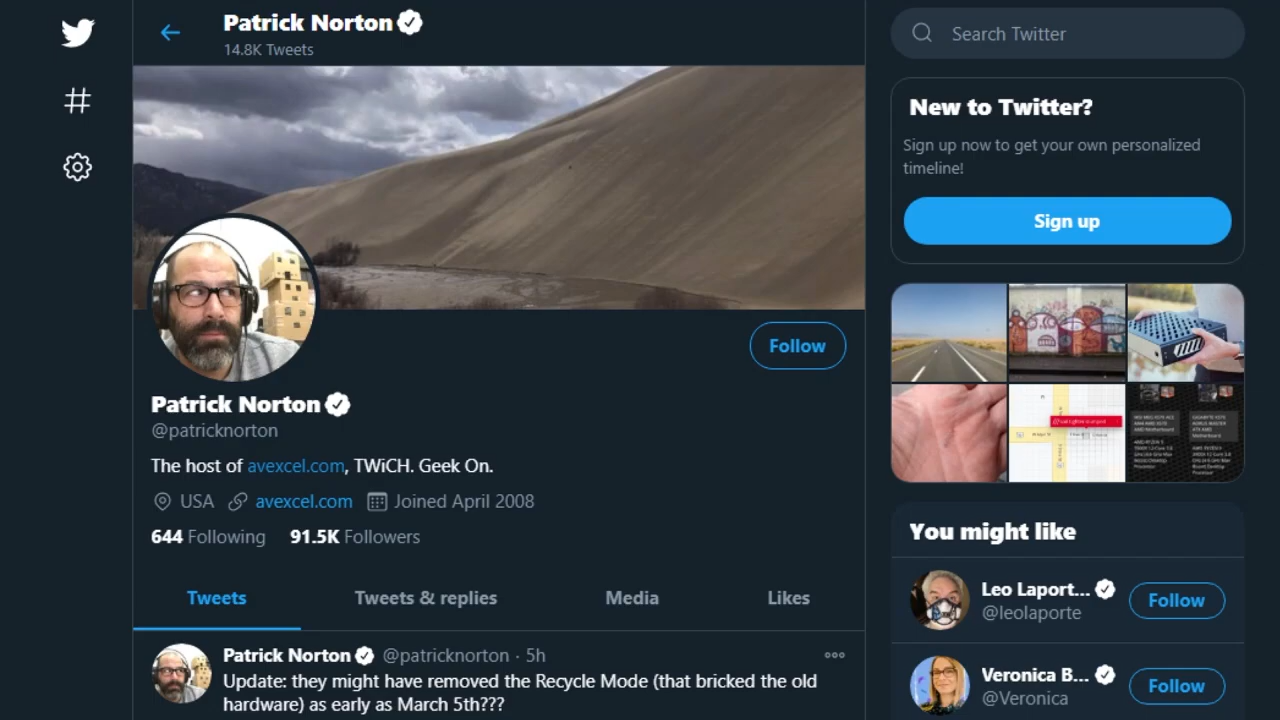 Patrick Norton
14.8K Tweets
Search Twitter
New to Twitter?
Sign up now to get your own personalized
timeline!
Sign up
Follow
Patrick Norton
@patricknorton
The host of avexcel.com, TWiCH. Geek On.
USA avexcel.com Joined April 2008
644 Following 91.5K Followers
Tweets Tweets & replies Media Likes
Patrick Norton @patricknorton · 5h
Update: they might have removed the Recycle Mode (that bricked the old
hardware) as early as March 5th???
You might like
Leo Laport...
@leolaporte
Follow
Veronica B...
@Veronica
Follow